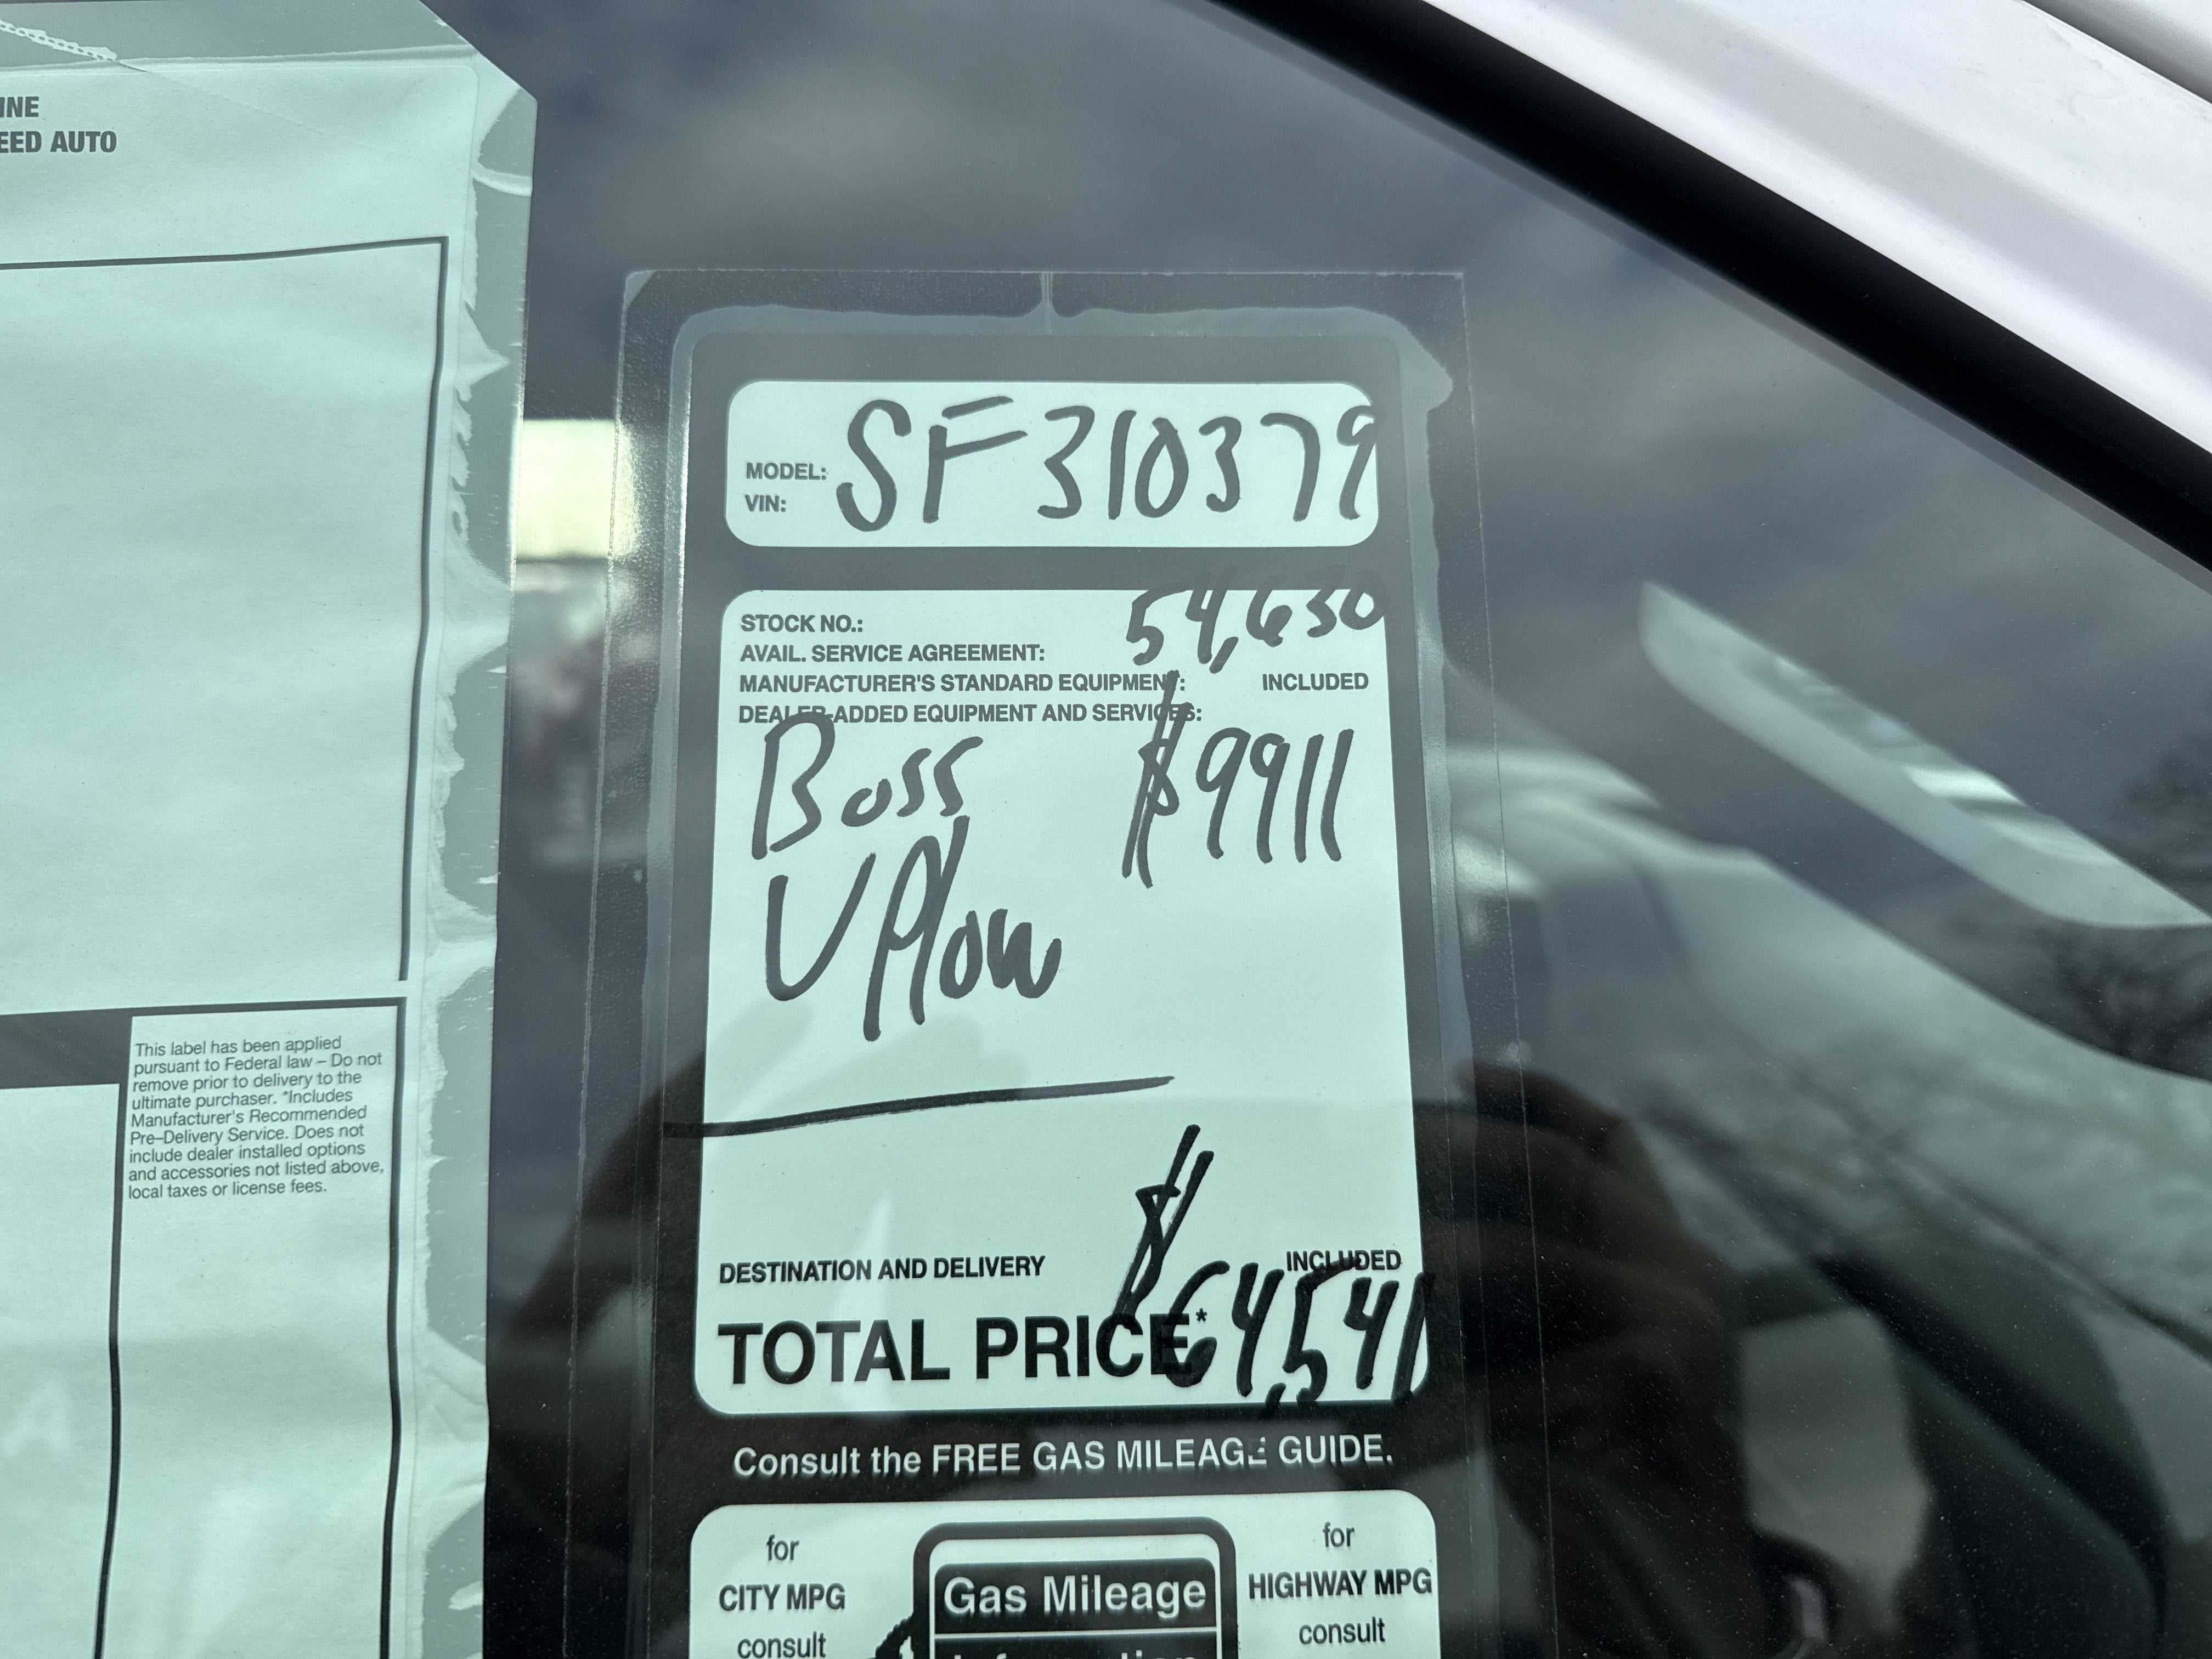 INE
EED AUTO
This label has been applied
pursuant to Federal law – Do not
remove prior to delivery to the
ultimate purchaser. *Includes
Manufacturer's Recommended
Pre–Delivery Service. Does not
include dealer installed options
and accessories not listed above,
local taxes or license fees.
MODEL: SF310379
VIN:
STOCK NO.: 54,630
AVAIL. SERVICE AGREEMENT:
MANUFACTURER'S STANDARD EQUIPMENT: INCLUDED
DEALER-ADDED EQUIPMENT AND SERVICES:
Boss $9911
V Plow
DESTINATION AND DELIVERY INCLUDED
TOTAL PRICE* $64,541
Consult the FREE GAS MILEAGE GUIDE.
for
CITY MPG
consult
Gas Mileage
Information
for
HIGHWAY MPG
consult